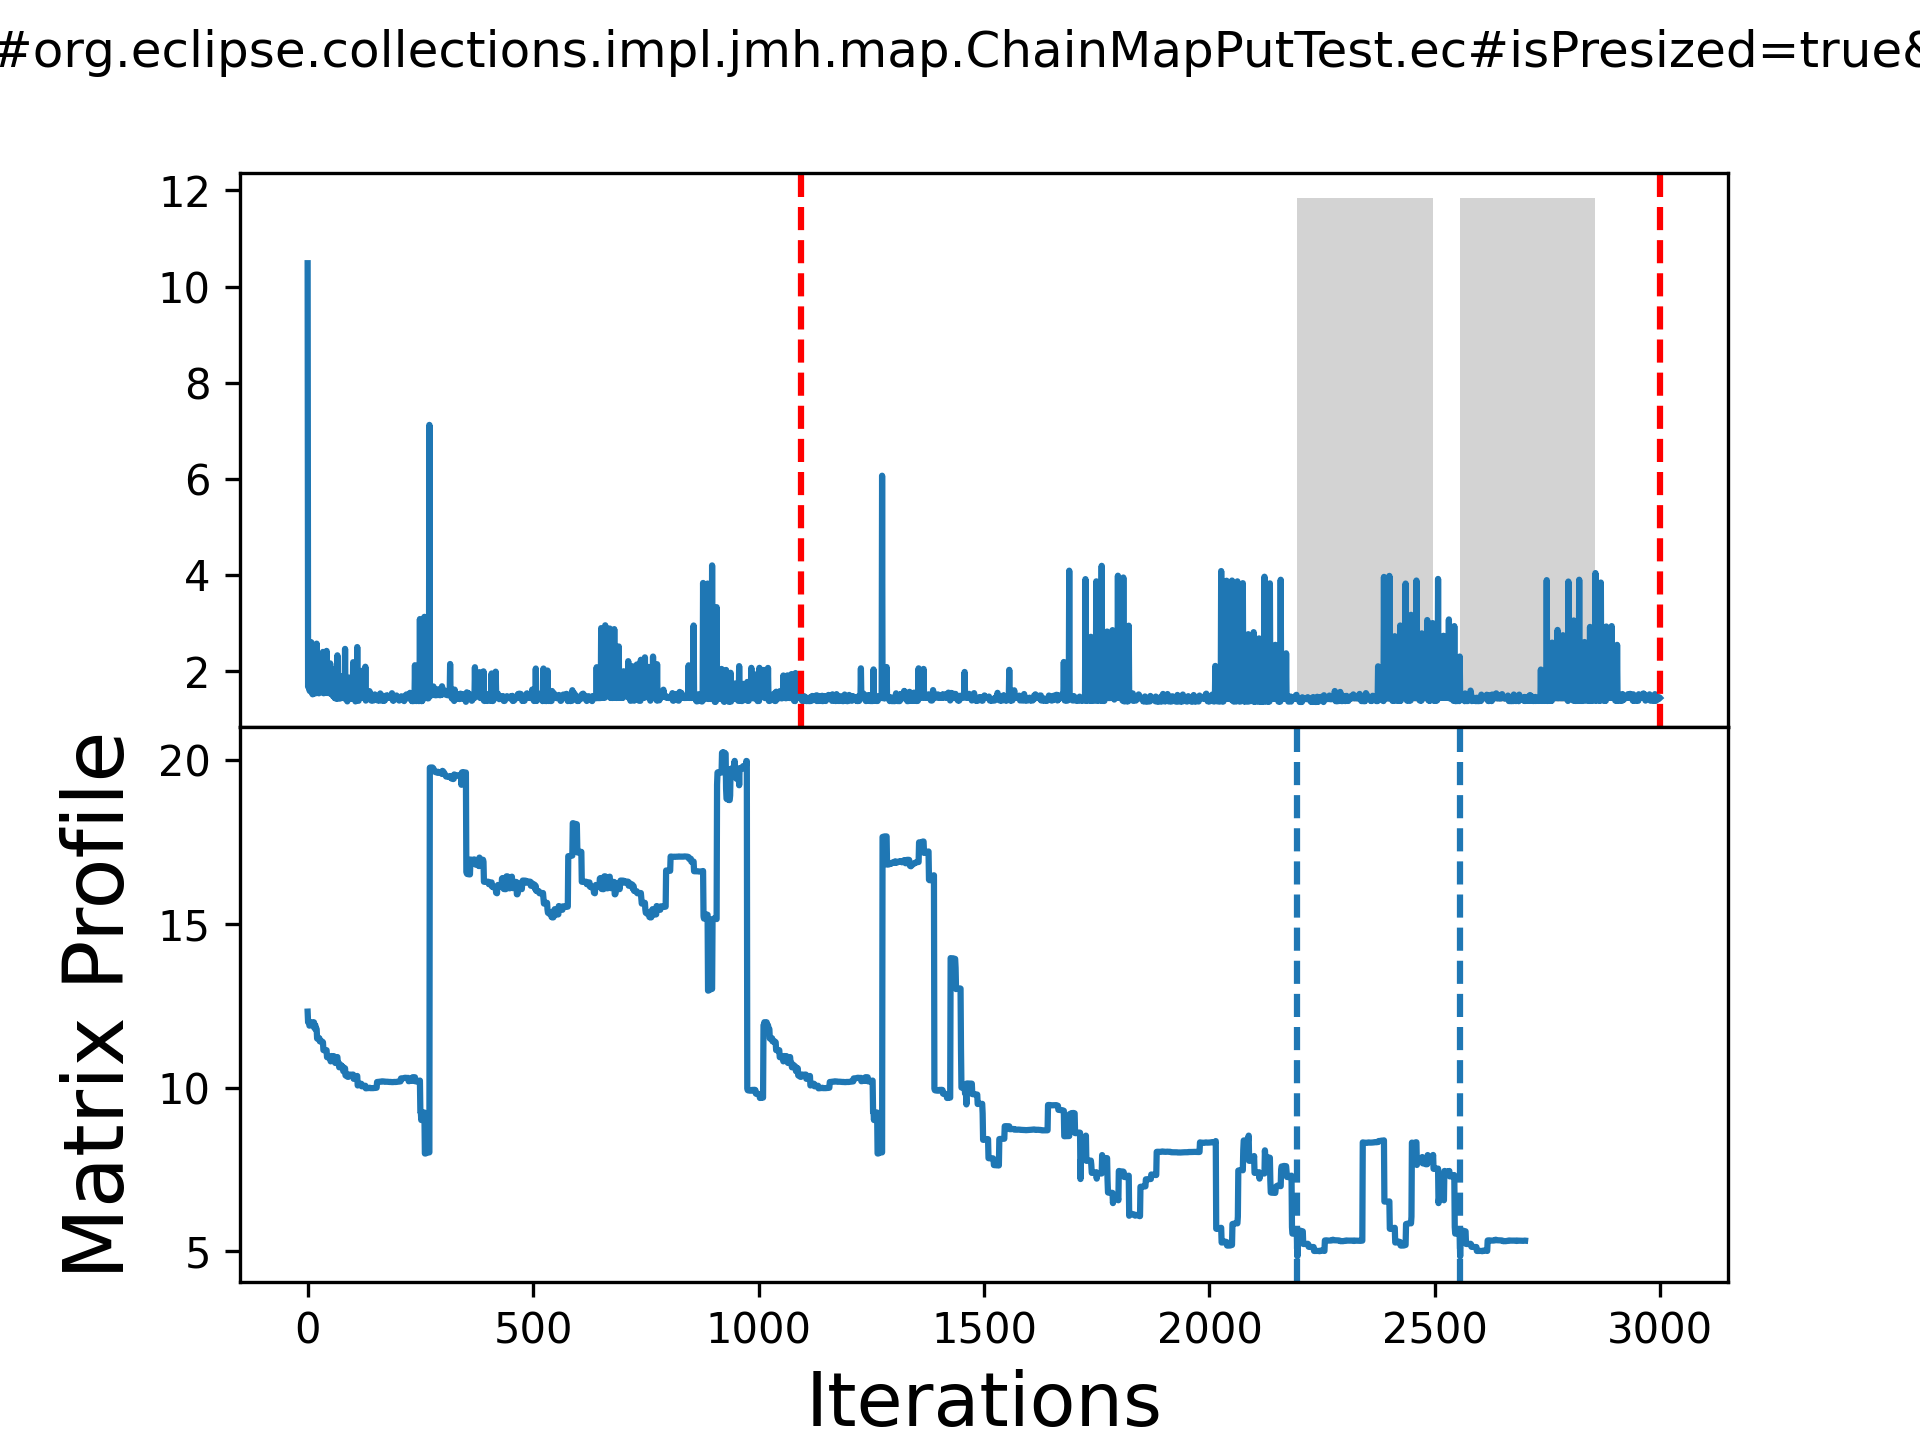 #org.eclipse.collections.impl.jmh.map.ChainMapPutTest.ec#isPresized=true&
12
10
8
6
4
2
Matrix Profile
20
15
10
5
0 500 1000 1500 2000 2500 3000
Iterations